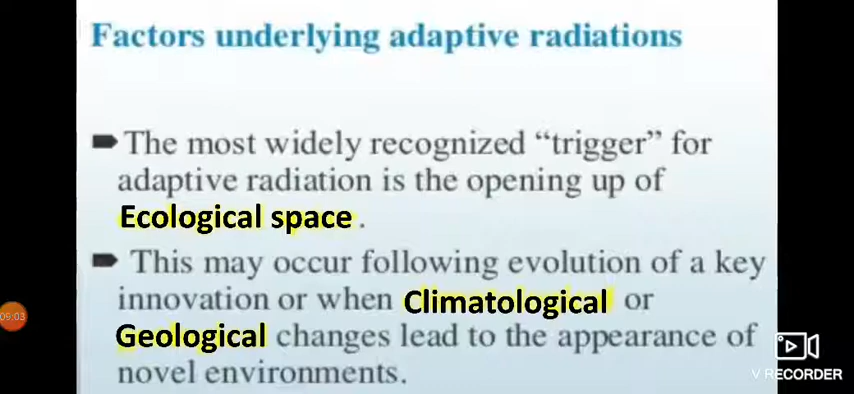 Factors underlying adaptive radiations
The most widely recognized “trigger” for
adaptive radiation is the opening up of
Ecological space .
This may occur following evolution of a key
innovation or when Climatological or
Geological changes lead to the appearance of
novel environments.
09:03
V RECORDER